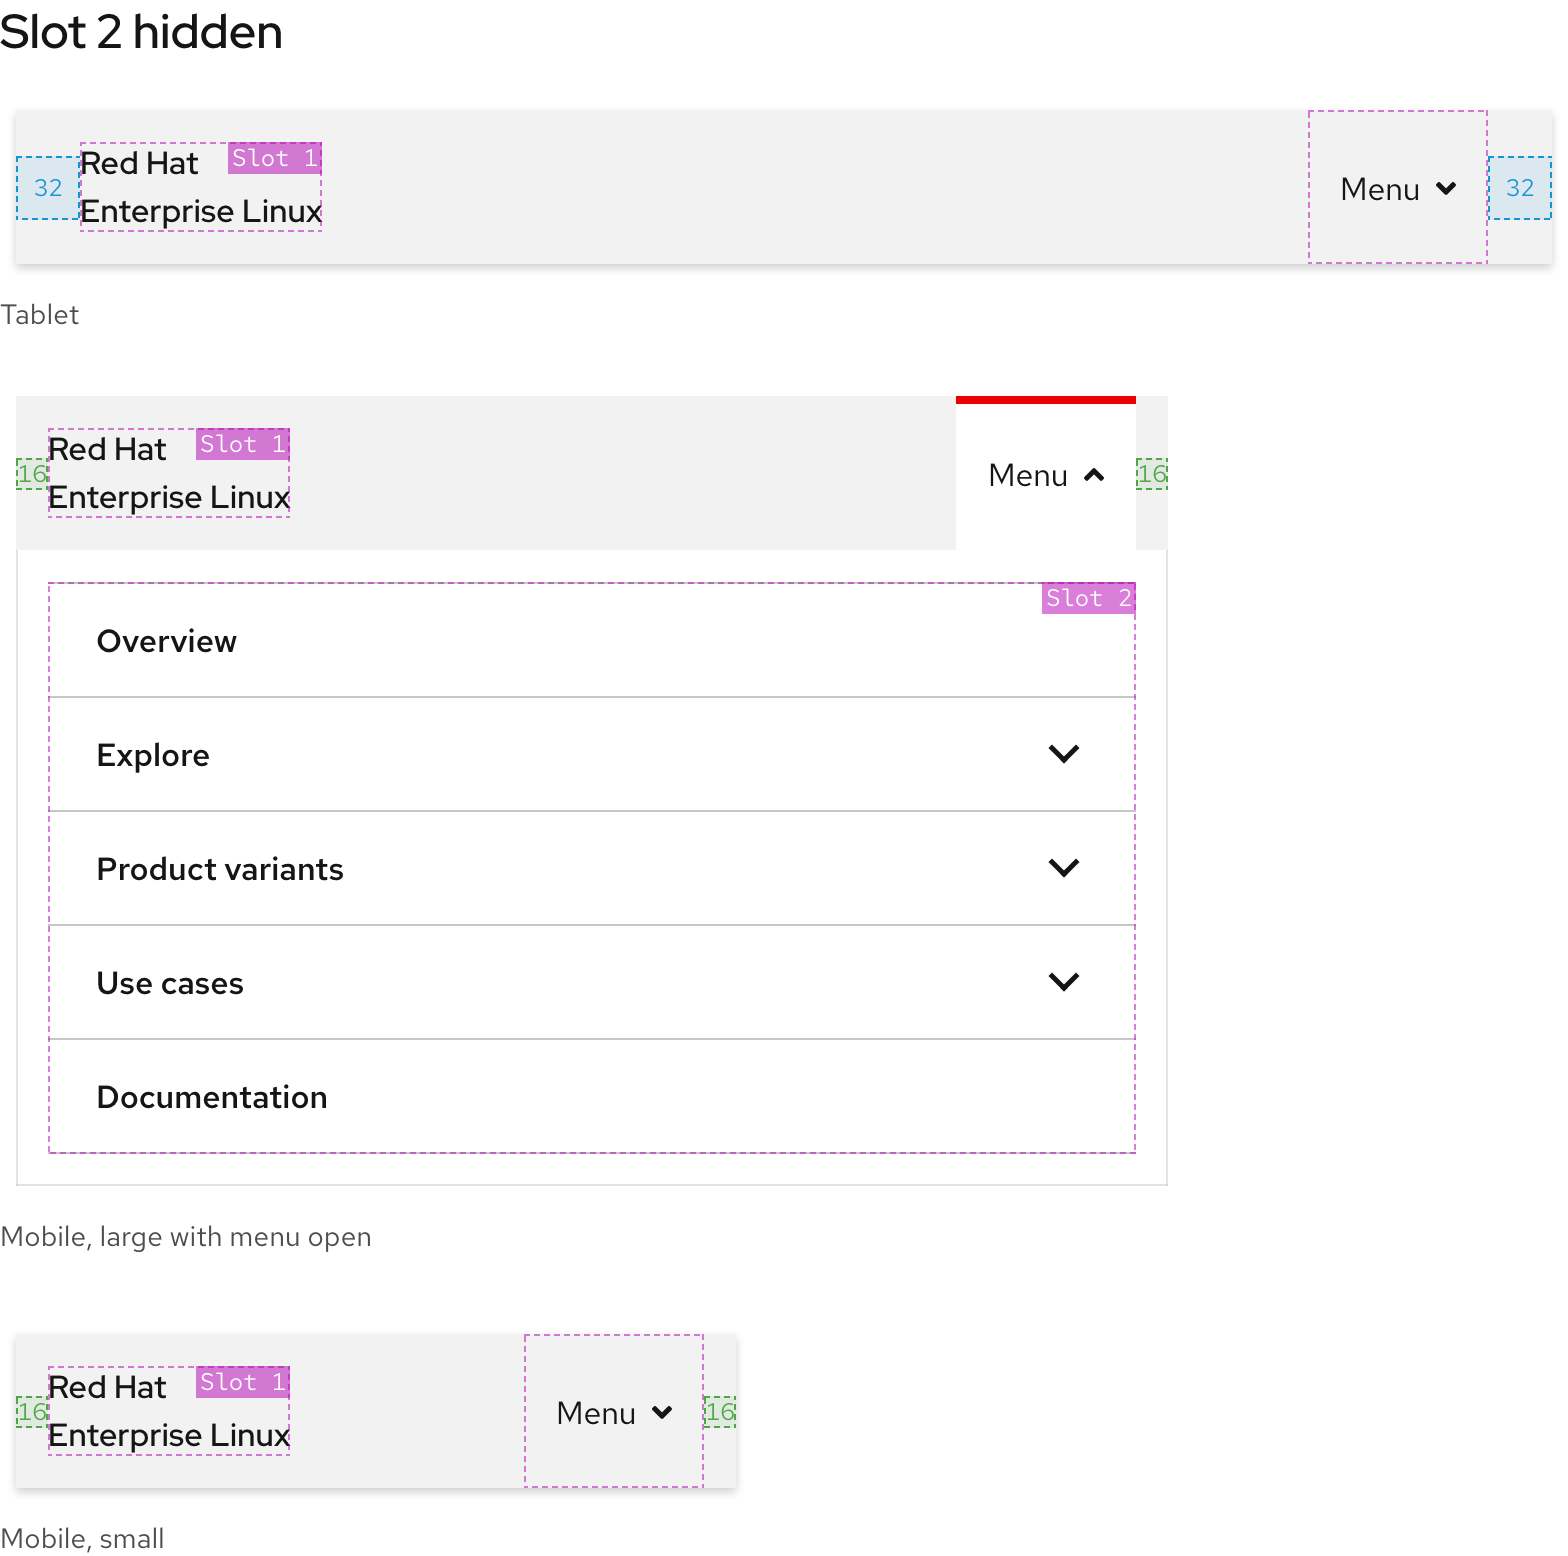 Slot 2 hidden
32
Red Hat
Slot 1
Enterprise Linux
Menu
32
Tablet
16
Red Hat
Slot 1
Enterprise Linux
Menu
16
Slot 2
Overview
Explore
Product variants
Use cases
Documentation
Mobile, large with menu open
16
Red Hat
Slot 1
Enterprise Linux
Menu
16
Mobile, small